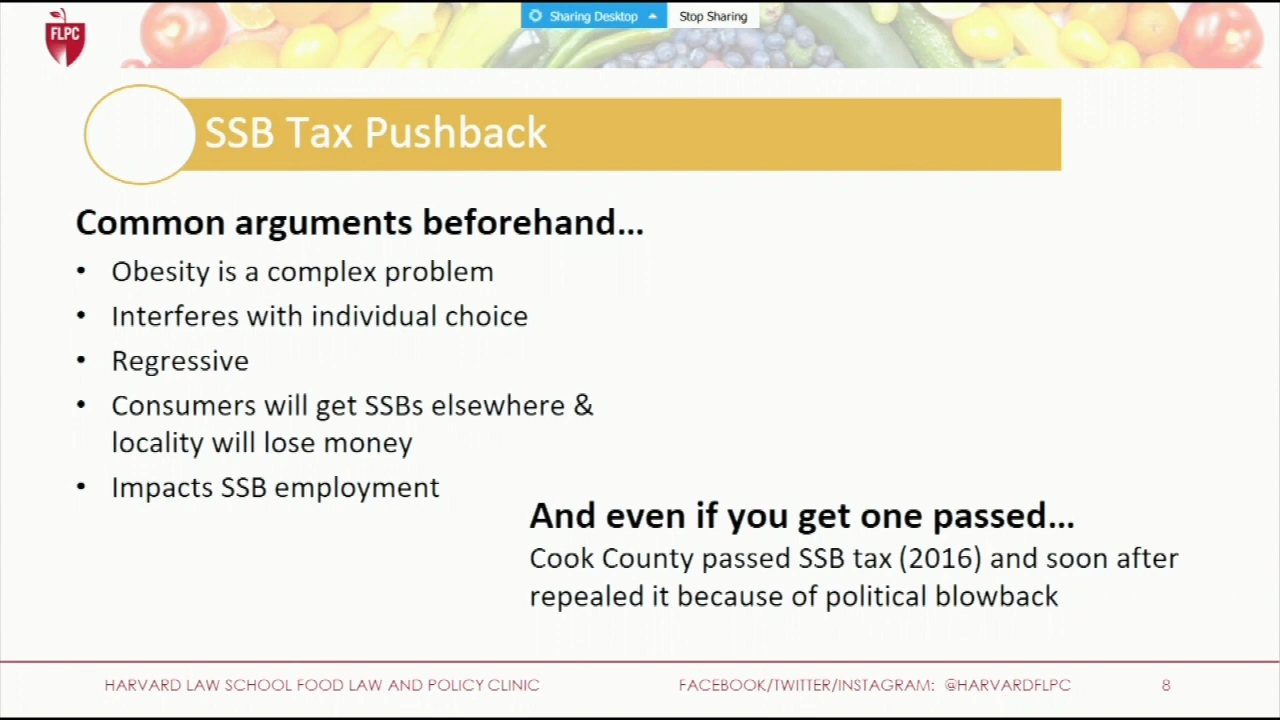 FLPC
Sharing Desktop
Stop Sharing
SSB Tax Pushback
Common arguments beforehand...
• Obesity is a complex problem
• Interferes with individual choice
• Regressive
• Consumers will get SSBs elsewhere &
locality will lose money
• Impacts SSB employment
And even if you get one passed...
Cook County passed SSB tax (2016) and soon after
repealed it because of political blowback
HARVARD LAW SCHOOL FOOD LAW AND POLICY CLINIC
FACEBOOK/TWITTER/INSTAGRAM: @HARVARDFLPC
8